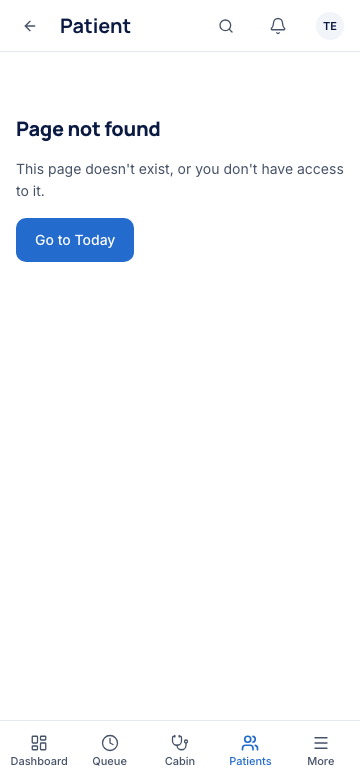 Patient
TE
Page not found
This page doesn't exist, or you don't have access
to it.
Go to Today
Dashboard
Queue
Cabin
Patients
More